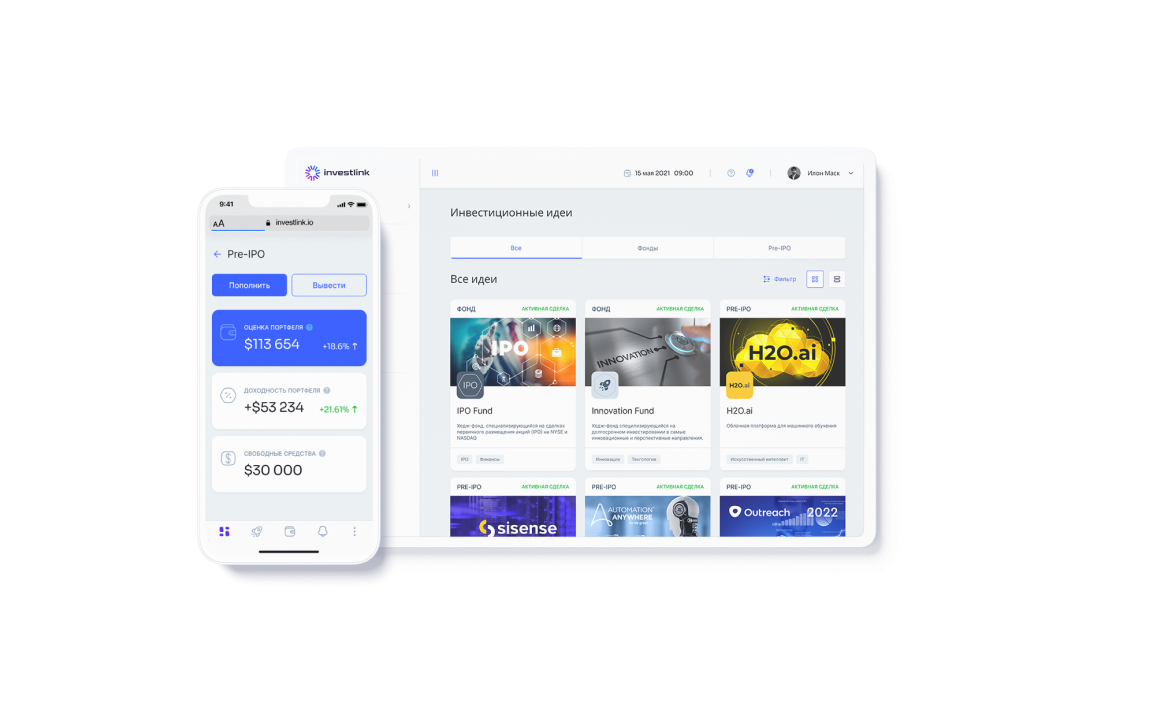 investlink
15 мая 2021 09:00
Илон Маск
Инвестиционные идеи
Все
Фонды
Pre-IPO
Все идеи
Фильтр
ФОНД
АКТИВНАЯ СДЕЛКА
IPO
IPO
IPO Fund
Хедж-фонд, специализирующийся на сделках
первичного размещения акций (IPO) на NYSE и
NASDAQ
IPO
Финансы
ФОНД
АКТИВНАЯ СДЕЛКА
INNOVATION
Innovation Fund
Хедж-фонд специализирующий на
долгосрочном инвестировании в самые
инновационные и перспективные направления.
Инновации
Технологии
PRE-IPO
АКТИВНАЯ СДЕЛКА
H2O.ai
H2O.ai
H2O.ai
Облачная платформа для машинного обучения
Искусственный интеллект
IT
PRE-IPO
АКТИВНАЯ СДЕЛКА
sisense
PRE-IPO
АКТИВНАЯ СДЕЛКА
AUTOMATION
ANYWHERE
Go be great
PRE-IPO
АКТИВНАЯ СДЕЛКА
Outreach
2022
9:41
AA
investlink.io
Pre-IPO
Пополнить
Вывести
ОЦЕНКА ПОРТФЕЛЯ ?
$113 654
+18.6% ↑
ДОХОДНОСТЬ ПОРТФЕЛЯ ?
+$53 234
+21.61% ↑
СВОБОДНЫЕ СРЕДСТВА ?
$30 000